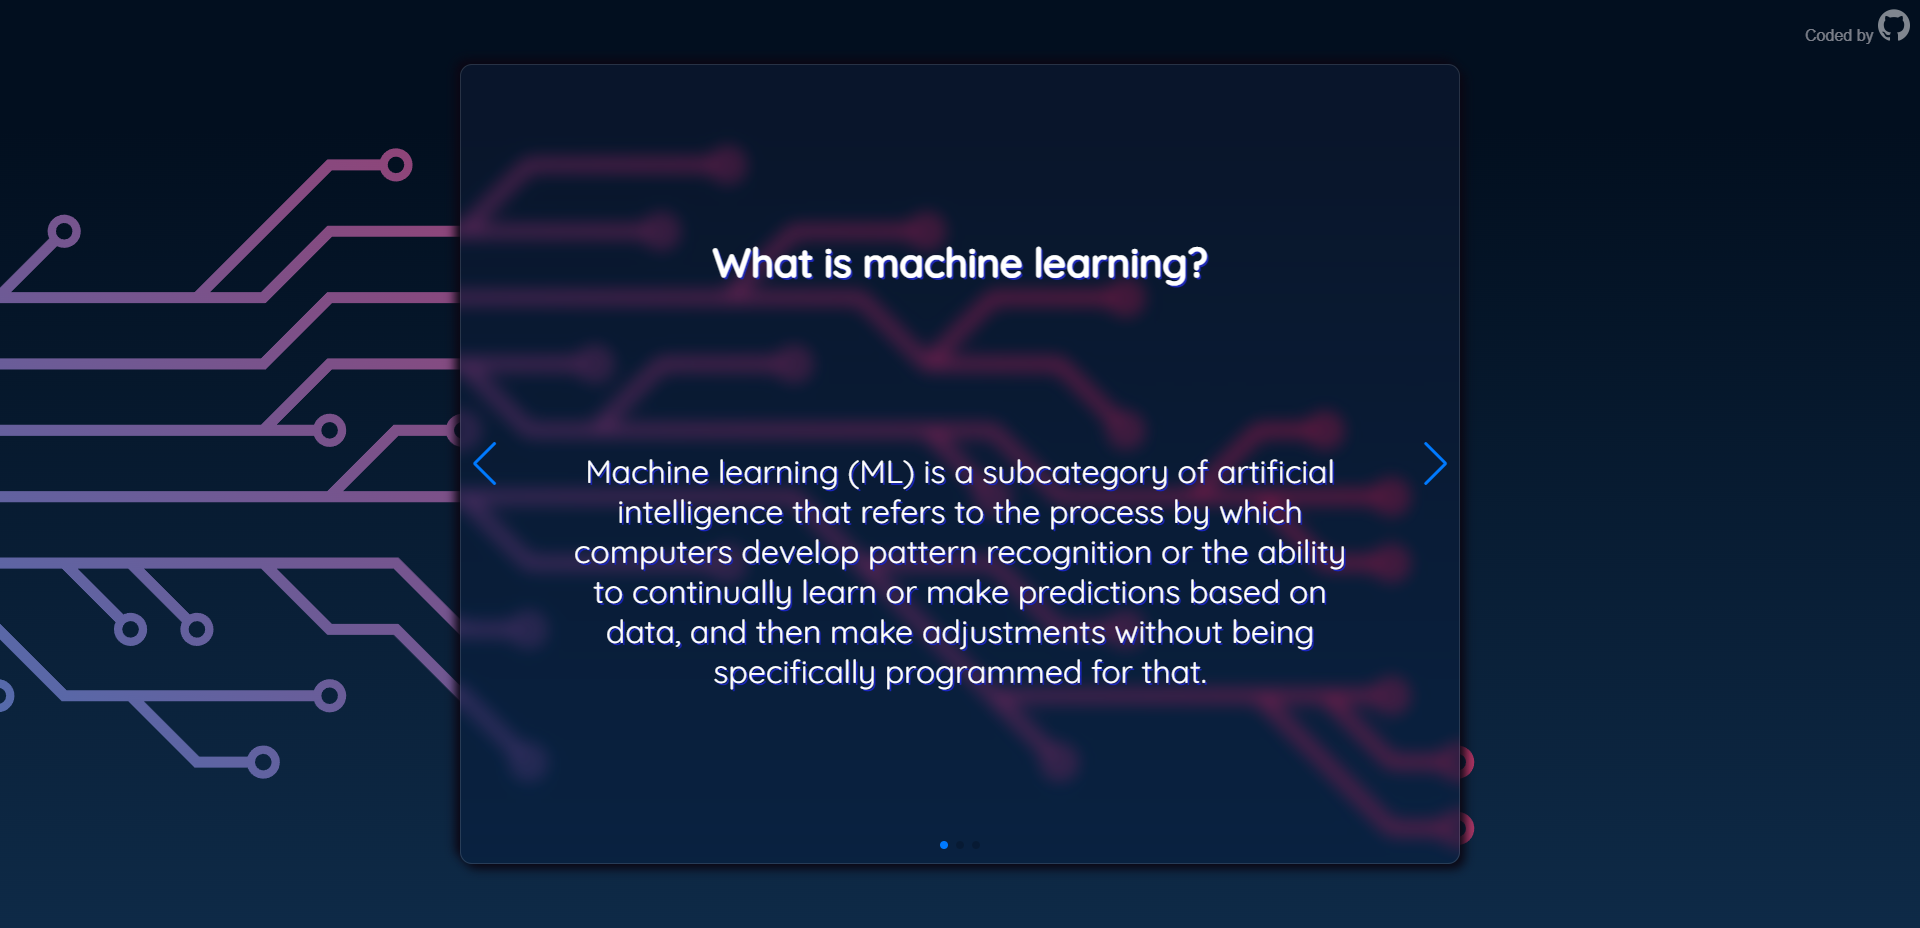 Coded by
What is machine learning?
Machine learning (ML) is a subcategory of artificial
intelligence that refers to the process by which
computers develop pattern recognition or the ability
to continually learn or make predictions based on
data, and then make adjustments without being
specifically programmed for that.